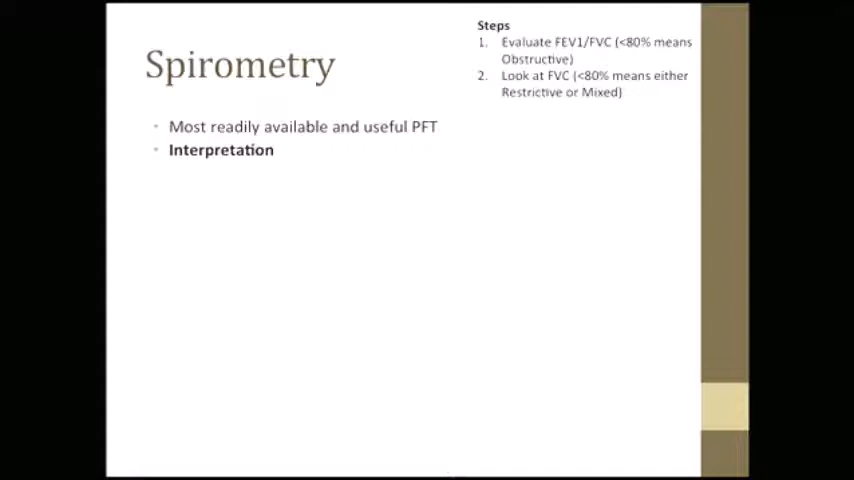 Spirometry
• Most readily available and useful PFT
• Interpretation
Steps
1. Evaluate FEV1/FVC (<80% means
Obstructive)
2. Look at FVC (<80% means either
Restrictive or Mixed)